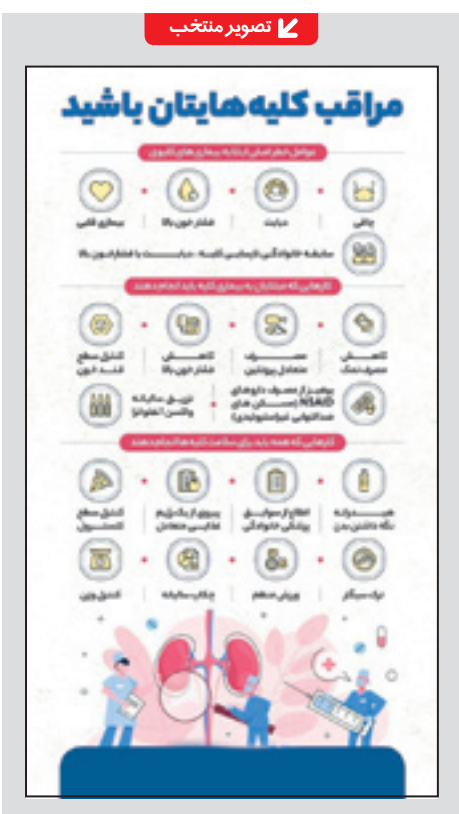 تصویر منتخب
مراقب کلیه‌هایتان باشید
عوامل خطر اصلی ابتلا به بیماری‌های کلیوی
چاقی
دیابت
فشار خون بالا
بیماری قلبی
سابقه خانوادگی نارسایی کلیه، دیابت یا فشار خون بالا
کارهایی که مبتلایان به بیماری کلیه باید انجام دهند
کاهش
مصرف نمک
مصرف
متعادل پروتئین
کاهش
فشار خون بالا
کنترل سطح
قند خون
پرهیز از مصرف داروهای
NSAID (مسکن های
ضدالتهابی غیراستروئیدی)
تزریق سالیانه
واکسن آنفلوانزا
کارهایی که همه باید برای سلامت کلیه‌ها انجام دهند
هیدراته
نگه داشتن بدن
اطلاع از سوابق
پزشکی خانوادگی
پیروی از یک رژیم
غذایی متعادل
کنترل سطح
کلسترول
ترک سیگار
ورزش منظم
چکاپ سالیانه
کنترل وزن